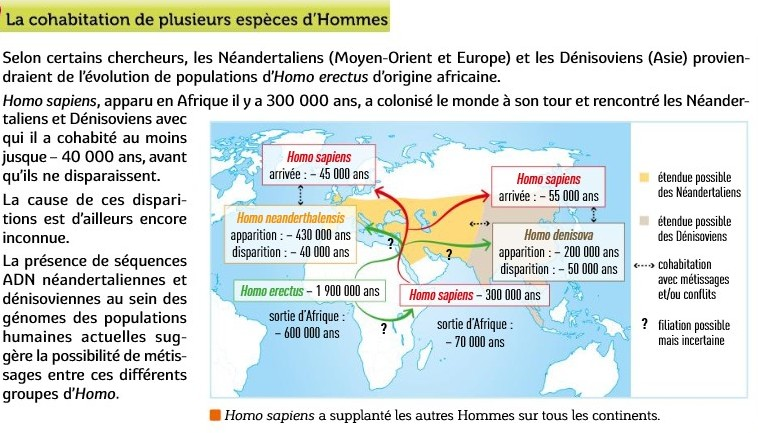 La cohabitation de plusieurs espèces d'Hommes
Selon certains chercheurs, les Néandertaliens (Moyen-Orient et Europe) et les Dénisoviens (Asie) provien-
draient de l'évolution de populations d'Homo erectus d'origine africaine.
Homo sapiens, apparu en Afrique il y a 300 000 ans, a colonisé le monde à son tour et rencontré les Néander-
taliens et Dénisoviens avec
qui il a cohabité au moins
jusque – 40 000 ans, avant
qu'ils ne disparaissent.
La cause de ces dispari-
tions est d'ailleurs encore
inconnue.
La présence de séquences
ADN néandertaliennes et
dénisoviennes au sein des
génomes des populations
humaines actuelles sug-
gère la possibilité de métis-
sages entre ces différents
groupes d'Homo.
Homo sapiens
arrivée : – 45 000 ans
Homo sapiens
arrivée : – 55 000 ans
Homo neanderthalensis
apparition : – 430 000 ans
disparition : – 40 000 ans
Homo denisova
apparition : – 200 000 ans
disparition : – 50 000 ans
?
?
Homo erectus – 1 900 000 ans
Homo sapiens – 300 000 ans
sortie d'Afrique :
– 600 000 ans
?
sortie d'Afrique :
– 70 000 ans
étendue possible
des Néandertaliens
étendue possible
des Dénisoviens
cohabitation
avec métissages
et/ou conflits
? filiation possible
mais incertaine
Homo sapiens a supplanté les autres Hommes sur tous les continents.